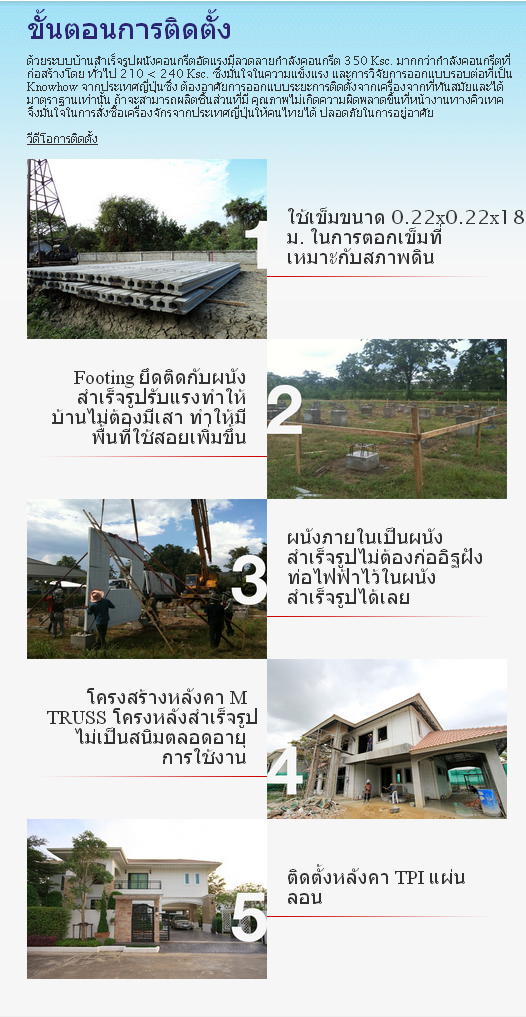 ขั้นตอนการติดตั้ง
ด้วยระบบบ้านสำเร็จรูปผนังคอนกรีตอัดแรงมีลวดลายกำลังคอนกรีต 350 Ksc. มากกว่ากำลังคอนกรีตที่
ก่อสร้างโดย ทั่วไป 210 < 240 Ksc. ซึ่งมั่นใจในความแข็งแรง และการวิจัยการออกแบบรอบต่อที่เป็น
Knowhow จากประเทศญี่ปุ่นซึ่ง ต้องอาศัยการออกแบบระยะการติดตั้งจากเครื่องจากที่ทันสมัยและได้
มาตราฐานเท่านั้น ถ้าจะสามารถผลิตชิ้นส่วนที่มี คุณภาพไม่เกิดความผิดพลาดขึ้นที่หน้างานทางคิวเทค
จึงมั่นใจในการสั่งซื้อเครื่องจักรจากประเทศญี่ปุ่นให้คนไทยได้ ปลอดภัยในการอยู่อาศัย
วีดีโอการติดตั้ง
1
ใช้เข็มขนาด 0.22x0.22x18
ม. ในการตอกเข็มที่
เหมาะกับสภาพดิน
Footing ยึดติดกับผนัง
สำเร็จรูปรับแรงทำให้
บ้านไม่ต้องมีเสา ทำให้มี
พื้นที่ใช้สอยเพิ่มขึ้น
2
3
ผนังภายในเป็นผนัง
สำเร็จรูปไม่ต้องก่ออิฐฝัง
ท่อไฟฟ้าไว้ในผนัง
สำเร็จรูปได้เลย
โครงสร้างหลังคา M
TRUSS โครงหลังสำเร็จรูป
ไม่เป็นสนิมตลอดอายุ
การใช้งาน
4
5
ติดตั้งหลังคา TPI แผ่น
ลอน